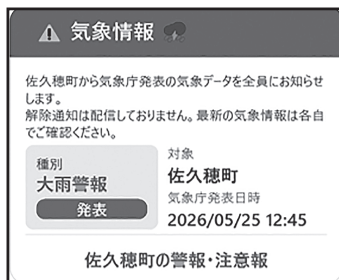 気象情報
佐久穂町から気象庁発表の気象データを全員にお知らせ
します。
解除通知は配信しておりません。最新の気象情報は各自
でご確認ください。
種別
大雨警報
発表
対象
佐久穂町
気象庁発表日時
2026/05/25 12:45
佐久穂町の警報・注意報